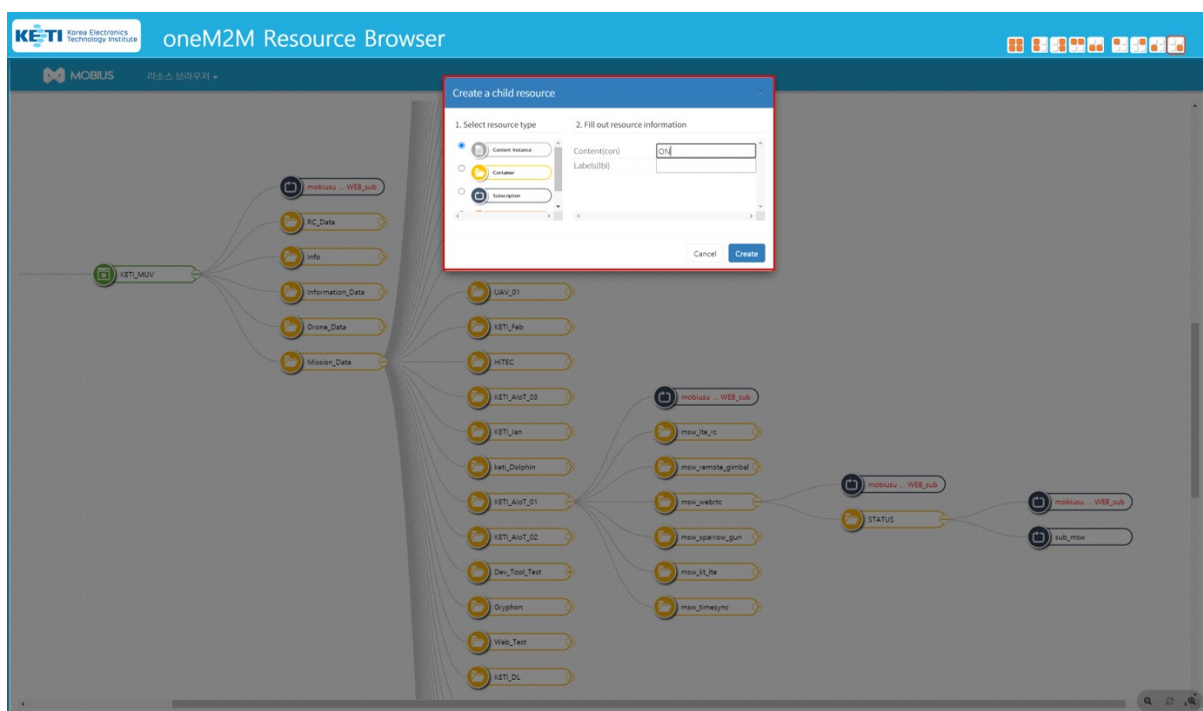 KETI Korea Electronics Technology Institute
oneM2M Resource Browser
MOBIUS
리소스 브라우저
Create a child resource
1. Select resource type
2. Fill out resource information
Content Instance
Container
Subscription
Content(con)
ON
Labels(lbl)
Cancel
Create
KETI_MUV
mobiusu ... WEB_sub
RC_Data
Info
Information_Data
Drone_Data
Mission_Data
UAV_01
KETI_Feb
HiTEC
KETI_AIoT_03
KETI_Jan
keti_Dolphin
KETI_AIoT_01
KETI_AIoT_02
Dev_Tool_Test
Gryphon
Web_Test
KETI_DL
mobiusu ... WEB_sub
msw_lte_rc
msw_remote_gimbal
msw_webrtc
msw_sparrow_gun
msw_kt_lte
msw_timesync
mobiusu ... WEB_sub
STATUS
mobiusu ... WEB_sub
sub_msw